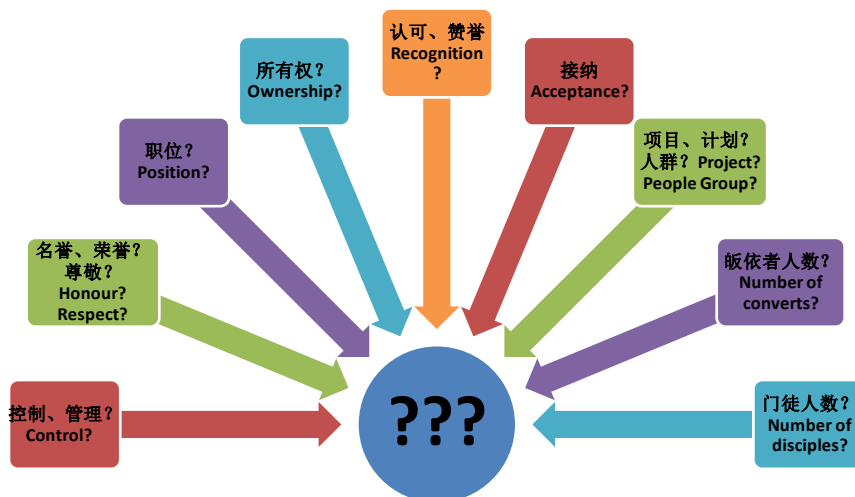 控制、管理？
Control?
名誉、荣誉？
尊敬？
Honour?
Respect?
职位？
Position?
所有权？
Ownership?
认可、赞誉
Recognition
?
接纳
Acceptance?
项目、计划？
人群？Project?
People Group?
皈依者人数？
Number of
converts?
门徒人数？
Number of
disciples?
???